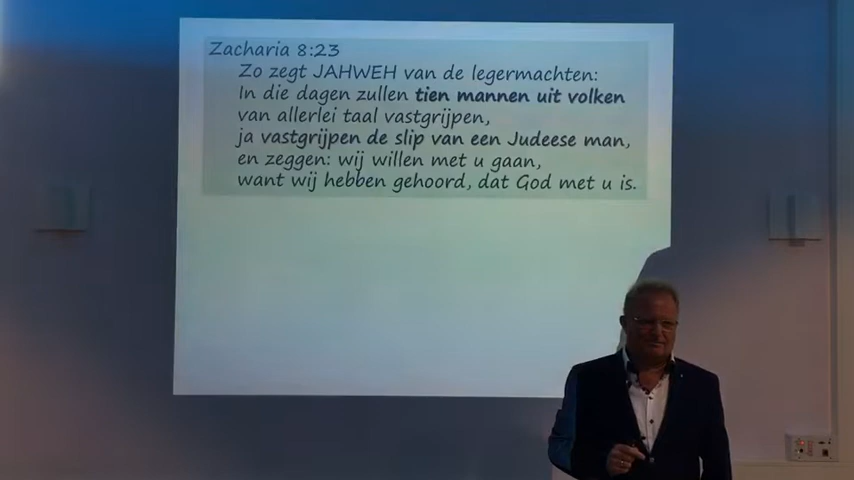 Zacharia 8:23
Zo zegt JAHWEH van de legermachten:
In die dagen zullen tien mannen uit volken
van allerlei taal vastgrijpen,
ja vastgrijpen de slip van een Judeese man,
en zeggen: wij willen met u gaan,
want wij hebben gehoord, dat God met u is.